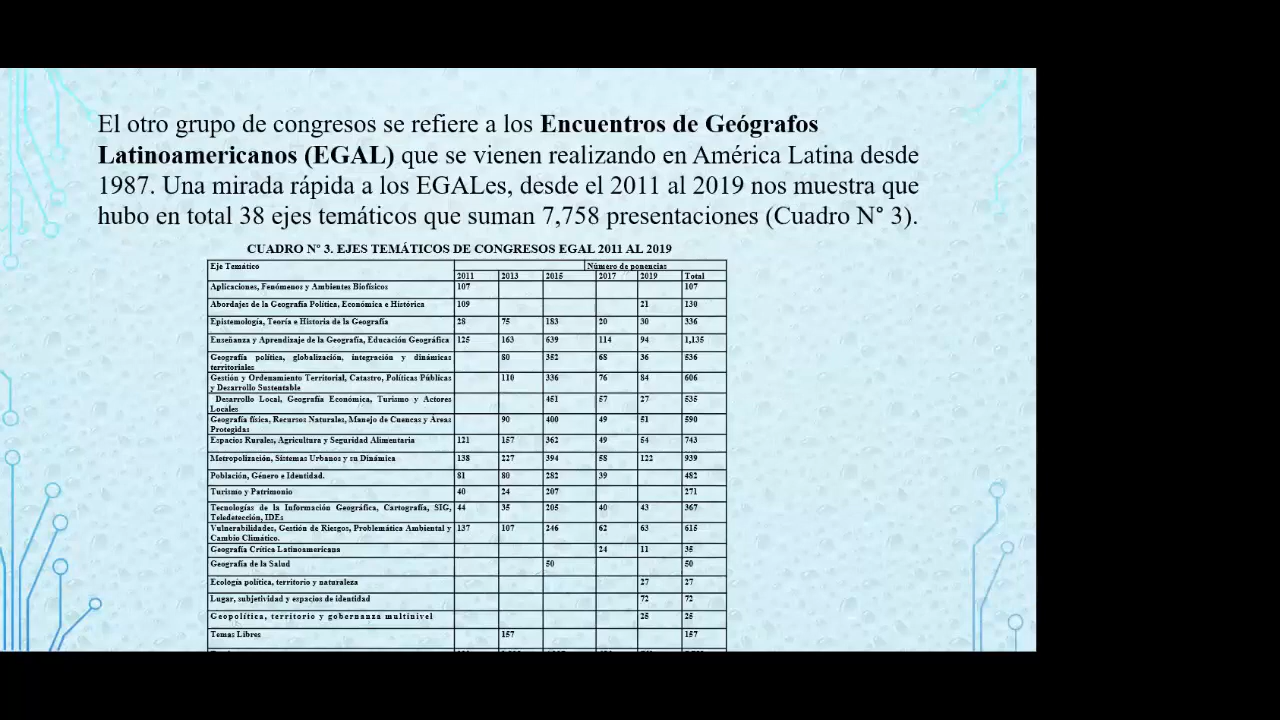 El otro grupo de congresos se refiere a los Encuentros de Geógrafos
Latinoamericanos (EGAL) que se vienen realizando en América Latina desde
1987. Una mirada rápida a los EGALes, desde el 2011 al 2019 nos muestra que
hubo en total 38 ejes temáticos que suman 7,758 presentaciones (Cuadro N° 3).
CUADRO N° 3. EJES TEMÁTICOS DE CONGRESOS EGAL 2011 AL 2019
Eje Temático Número de ponencias
2011 2013 2015 2017 2019 Total
Aplicaciones, Fenómenos y Ambientes Biofísicos 107 107
Abordajes de la Geografía Política, Económica e Histórica 109 21 130
Epistemología, Teoría e Historia de la Geografía 28 75 183 20 30 336
Enseñanza y Aprendizaje de la Geografía, Educación Geográfica 125 163 639 114 94 1,135
Geografía política, globalización, integración y dinámicas 80 352 68 36 536
territoriales
Gestión y Ordenamiento Territorial, Catastro, Políticas Públicas 110 336 76 84 606
y Desarrollo Sustentable
Desarrollo Local, Geografía Económica, Turismo y Actores 451 57 27 535
Locales
Geografía física, Recursos Naturales, Manejo de Cuencas y Areas 90 400 49 51 590
Protegidas
Espacios Rurales, Agricultura y Seguridad Alimentaria 121 157 362 49 54 743
Metropolización, Sistemas Urbanos y su Dinámica 138 227 394 58 122 939
Población, Género e Identidad. 81 80 282 39 482
Turismo y Patrimonio 40 24 207 271
Tecnologías de la Información Geográfica, Cartografía, SIG, 44 35 205 40 43 367
Teledetección, IDEs
Vulnerabilidades, Gestión de Riesgos, Problemática Ambiental y 137 107 246 62 63 615
Cambio Climático.
Geografía Crítica Latinoamericana 24 11 35
Geografía de la Salud 50 50
Ecología política, territorio y naturaleza 27 27
Lugar, subjetividad y espacios de identidad 72 72
Geopolítica, territorio y gobernanza multinivel 25 25
Temas Libres 157 157